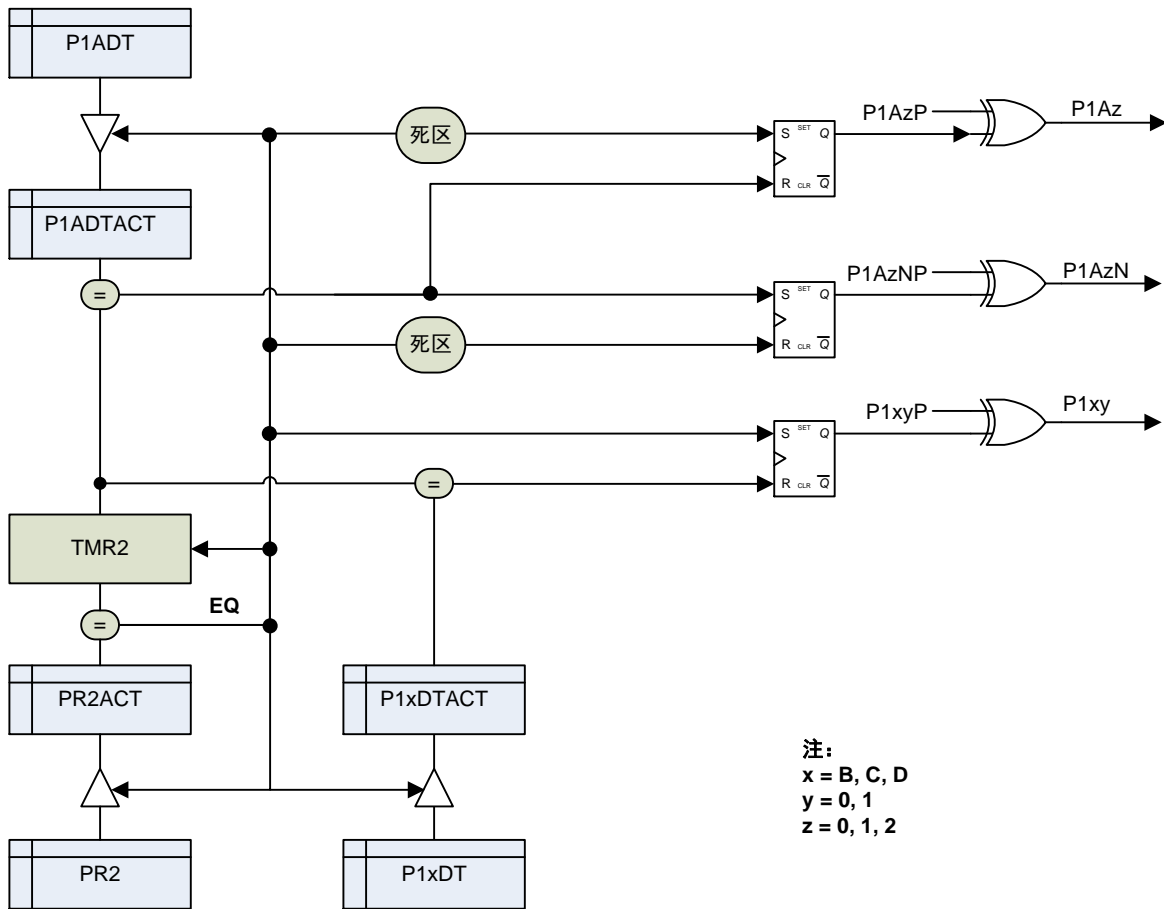 P1ADT
死区
S SET Q
R CLR Q
P1AzP
P1Az
P1ADTACT
=
P1AzNP
P1AzN
S SET Q
R CLR Q
死区
P1xyP
P1xy
S SET Q
R CLR Q
=
TMR2
EQ
=
PR2ACT
P1xDTACT
PR2
P1xDT
注：
x = B, C, D
y = 0, 1
z = 0, 1, 2